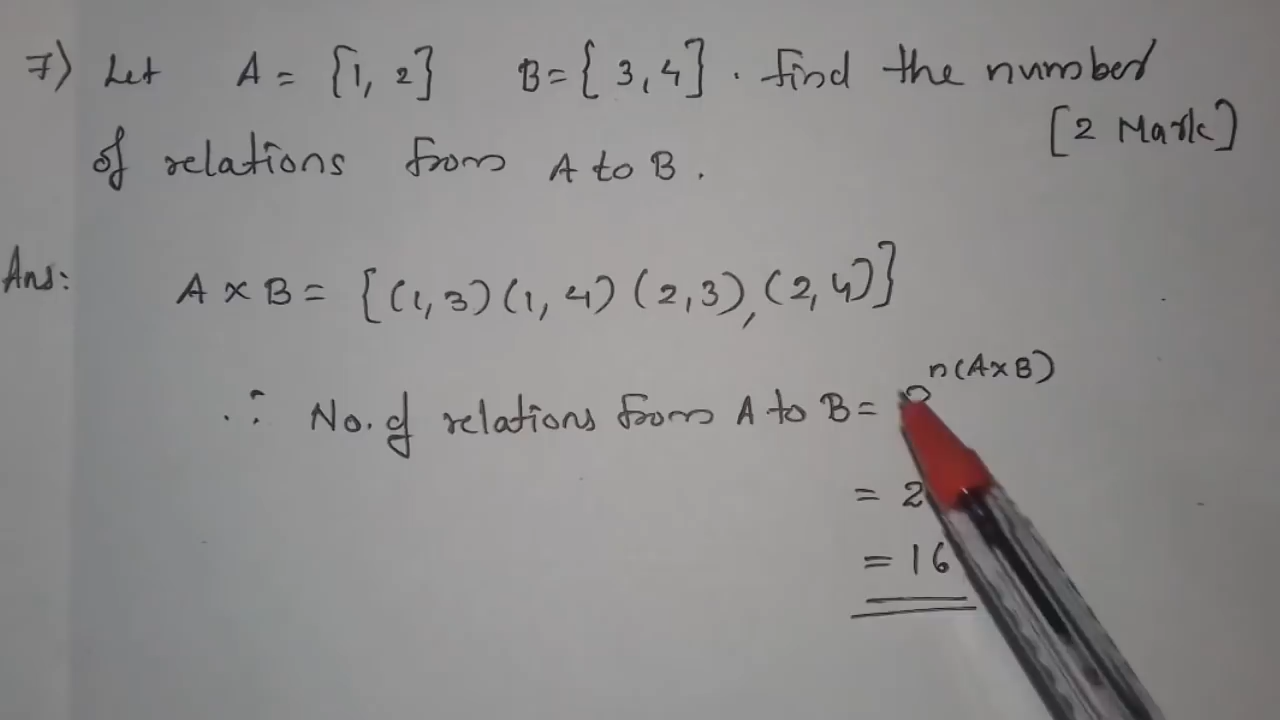 7) Let A = {1, 2} B = {3, 4}. find the number
[2 Mark]
of relations from A to B.
Ans: A × B = {(1,3)(1,4)(2,3),(2,4)}
∴ No. of relations from A to B = n(A×B)
= 2
= 16